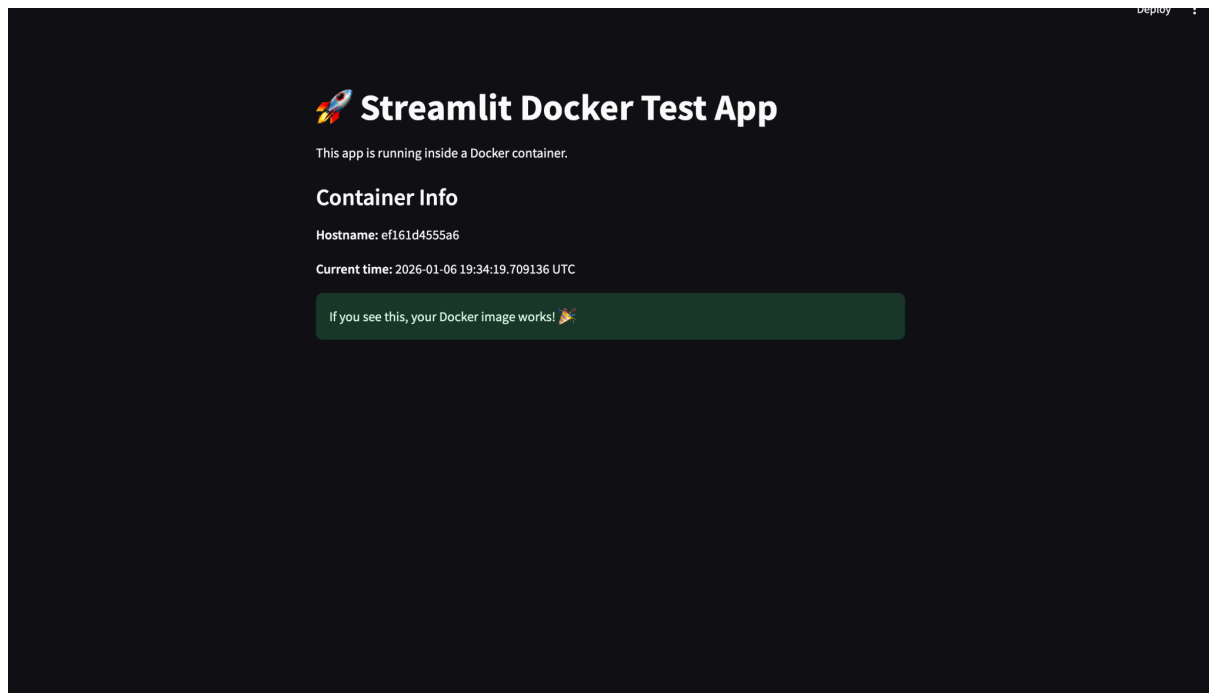 Deploy
🚀 Streamlit Docker Test App
This app is running inside a Docker container.
Container Info
Hostname: ef161d4555a6
Current time: 2026-01-06 19:34:19.709136 UTC
If you see this, your Docker image works! 🎉